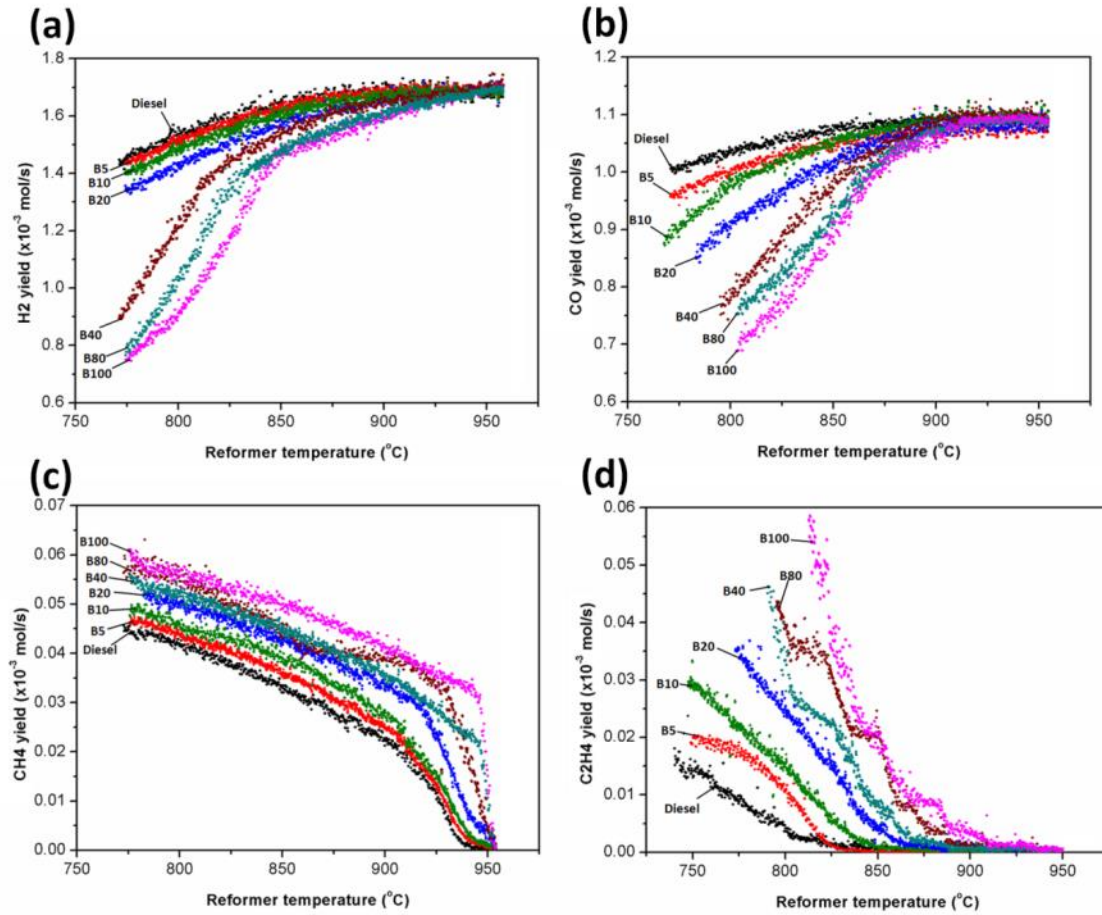 (a)
1.8
1.6
1.4
1.2
1.0
0.8
0.6
H2 yield (x10⁻³ mol/s)
Diesel
B5
B10
B20
B40
B80
B100
750
800
850
900
950
Reformer temperature (°C)
(b)
1.2
1.1
1.0
0.9
0.8
0.7
0.6
CO yield (x10⁻³ mol/s)
Diesel
B5
B10
B20
B40
B80
B100
750
800
850
900
950
Reformer temperature (°C)
(c)
0.07
0.06
0.05
0.04
0.03
0.02
0.01
0.00
CH4 yield (x10⁻³ mol/s)
B100
B80
B40
B20
B10
B5
Diesel
750
800
850
900
950
Reformer temperature (°C)
(d)
0.06
0.05
0.04
0.03
0.02
0.01
0.00
C2H4 yield (x10⁻³ mol/s)
B100
B80
B40
B20
B10
B5
Diesel
750
800
850
900
950
Reformer temperature (°C)